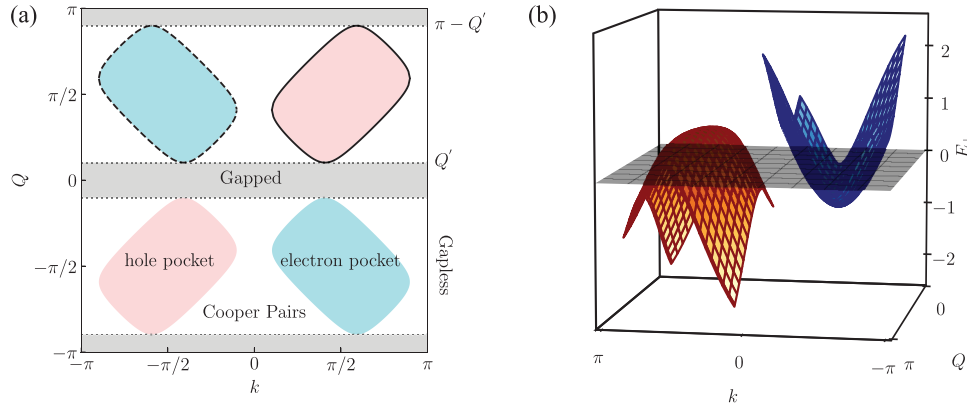 (a)
π
π/2
Q
0
−π/2
−π
−π
−π/2
0
π/2
π
k
π − Q′
Q′
Gapped
Gapless
hole pocket
electron pocket
Cooper Pairs
(b)
2
1
0
−1
−2
π
0
−π
k
π
0
Q